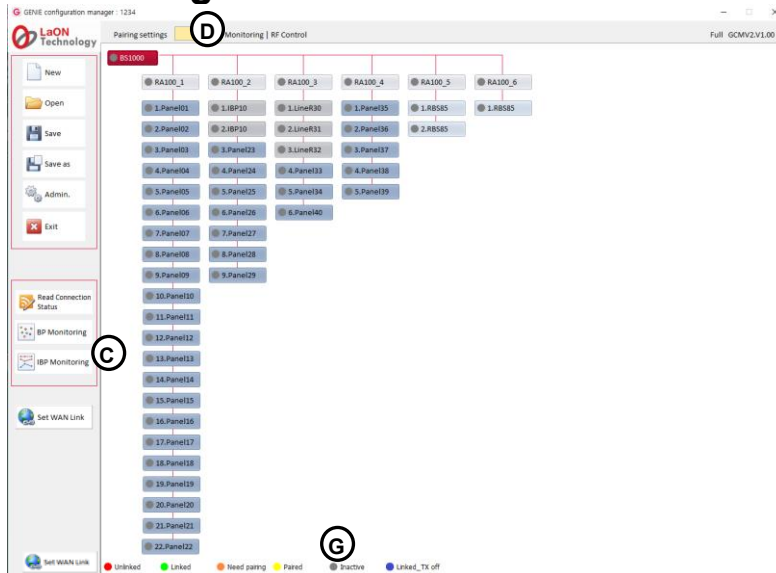 GENIE configuration manager : 1234
LaON Technology
Pairing settings
D
Monitoring | RF Control
Full GCMV2.V1.00
New
Open
Save
Save as
Admin.
Exit
Read Connection Status
BP Monitoring
IBP Monitoring
C
Set WAN Link
Set WAN Link
BS1000
RA100_1
RA100_2
RA100_3
RA100_4
RA100_5
RA100_6
1.Panel01
1.IBP10
1.LineR30
1.Panel35
1.RBS85
1.RBS85
2.Panel02
2.IBP10
2.LineR31
2.Panel36
2.RBS85
3.Panel03
3.Panel23
3.LineR32
3.Panel37
4.Panel04
4.Panel24
4.Panel33
4.Panel38
5.Panel05
5.Panel25
5.Panel34
5.Panel39
6.Panel06
6.Panel26
6.Panel40
7.Panel07
7.Panel27
8.Panel08
8.Panel28
9.Panel09
9.Panel29
10.Panel10
11.Panel11
12.Panel12
13.Panel13
14.Panel14
15.Panel15
16.Panel16
17.Panel17
18.Panel18
19.Panel19
20.Panel20
21.Panel21
22.Panel22
G
Unlinked
Linked
Need pairing
Paired
Inactive
Linked_TX off